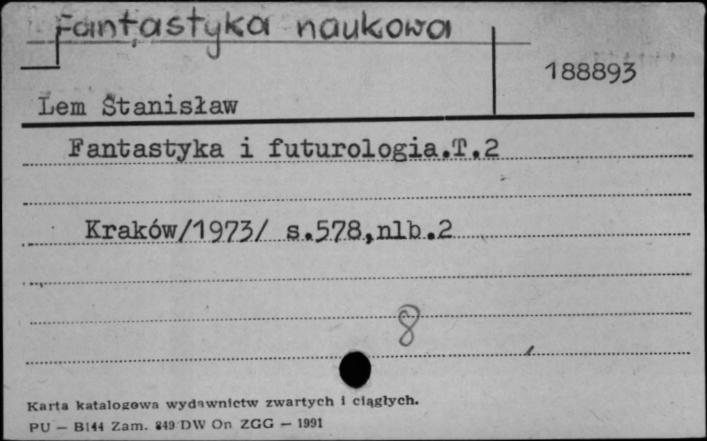 Fantastyka naukowa
188893
Lem Stanisław
Fantastyka i futurologia.T.2
Kraków/1973/ s.578,nlb.2
8
Karta katalogowa wydawnictw zwartych i ciągłych.
PU — B144 Zam. 849 DW On ZGG — 1991